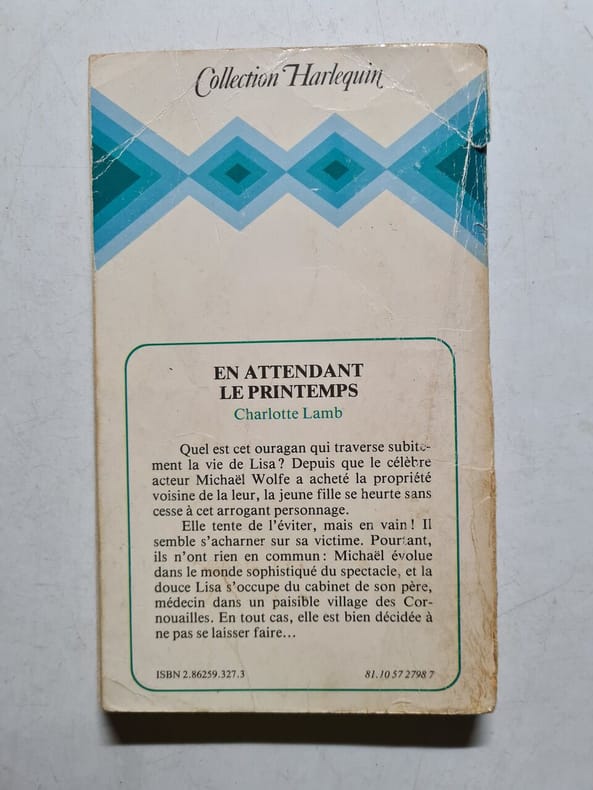 Collection Harlequin
EN ATTENDANT
LE PRINTEMPS
Charlotte Lamb
Quel est cet ouragan qui traverse subite-
ment la vie de Lisa? Depuis que le célèbre
acteur Michaël Wolfe a acheté la propriété
voisine de la leur, la jeune fille se heurte sans
cesse à cet arrogant personnage.
Elle tente de l'éviter, mais en vain! Il
semble s'acharner sur sa victime. Pourtant,
ils n'ont rien en commun: Michaël évolue
dans le monde sophistiqué du spectacle, et la
douce Lisa s'occupe du cabinet de son père,
médecin dans un paisible village des Cor-
nouailles. En tout cas, elle est bien décidée à
ne pas se laisser faire...
ISBN 2.86259.327.3 81.10 57 2798 7